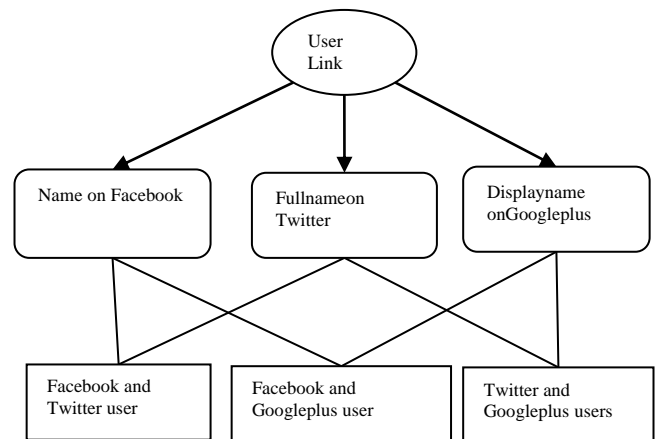 User
Link
Name on Facebook
Fullnameon
Twitter
Displayname
onGoogleplus
Facebook and
Twitter user
Facebook and
Googleplus user
Twitter and
Googleplus users